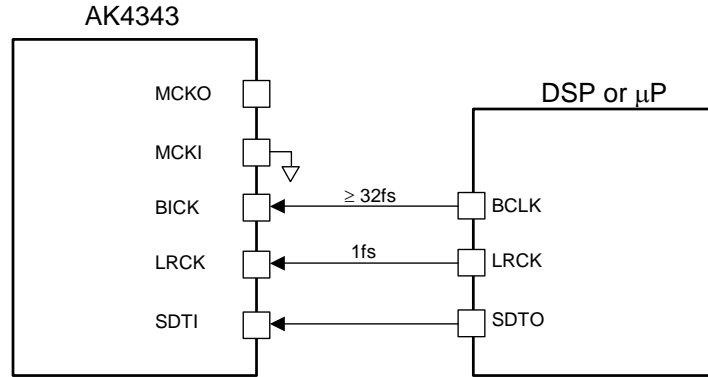 AK4343
DSP or μP
MCKO
MCKI
BICK ≥ 32fs BCLK
LRCK 1fs LRCK
SDTI SDTO